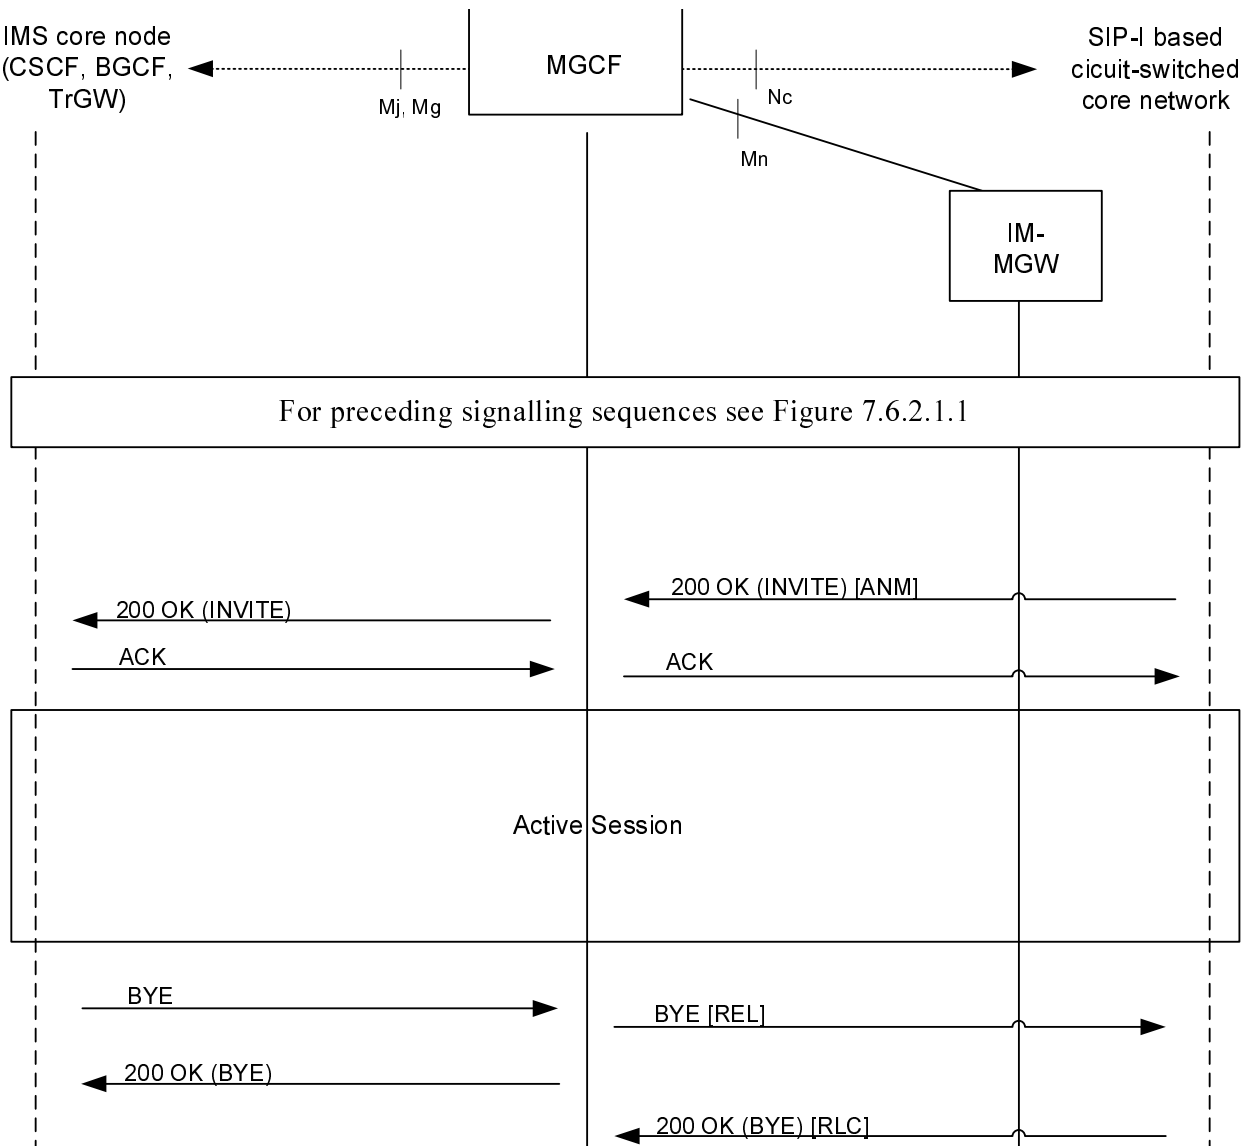 IMS core node
(CSCF, BGCF,
TrGW)
MGCF
SIP-I based
cicuit-switched
core network
Mj, Mg
Nc
Mn
IM-
MGW
For preceding signalling sequences see Figure 7.6.2.1.1
200 OK (INVITE) [ANM]
200 OK (INVITE)
ACK
ACK
Active Session
BYE
BYE [REL]
200 OK (BYE)
200 OK (BYE) [RLC]